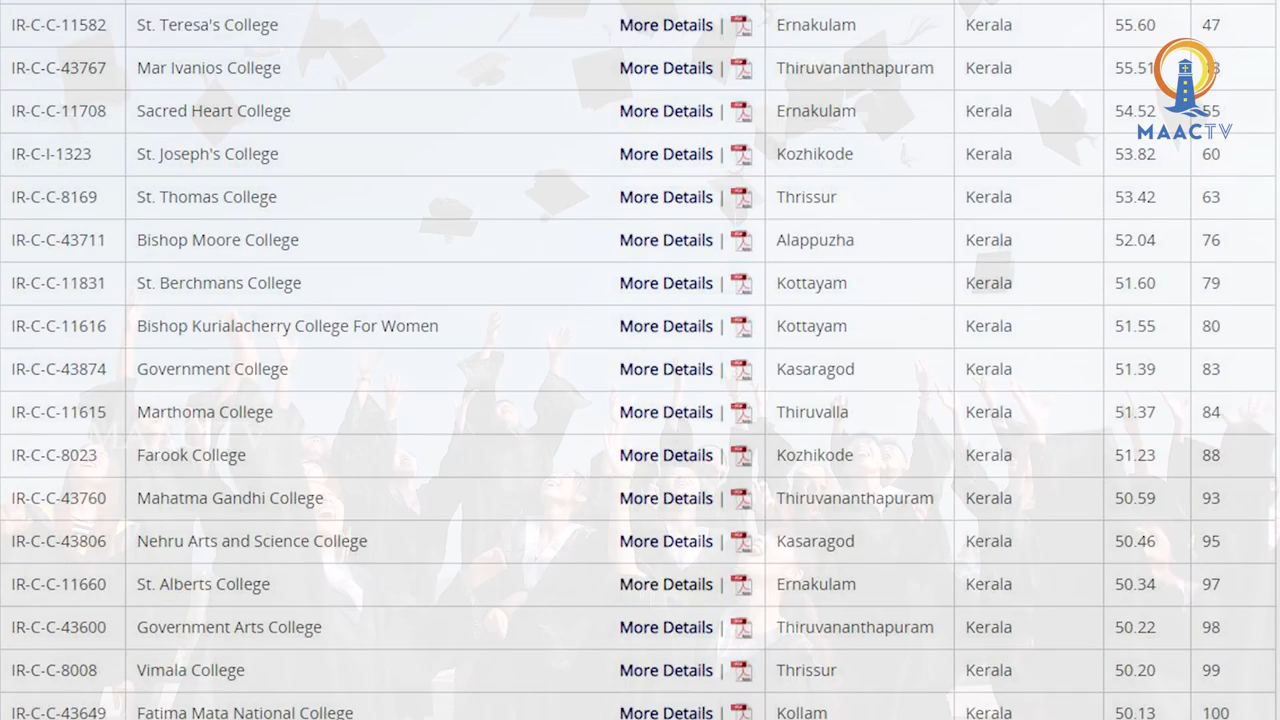 IR-C-C-11582 St. Teresa's College More Details | Ernakulam Kerala 55.60 47
IR-C-C-43767 Mar Ivanios College More Details | Thiruvananthapuram Kerala 55.51
IR-C-C-11708 Sacred Heart College More Details | Ernakulam Kerala 54.52 55
MAACTV
IR-C-I-1323 St. Joseph's College More Details | Kozhikode Kerala 53.82 60
IR-C-C-8169 St. Thomas College More Details | Thrissur Kerala 53.42 63
IR-C-C-43711 Bishop Moore College More Details | Alappuzha Kerala 52.04 76
IR-C-C-11831 St. Berchmans College More Details | Kottayam Kerala 51.60 79
IR-C-C-11616 Bishop Kurialacherry College For Women More Details | Kottayam Kerala 51.55 80
IR-C-C-43874 Government College More Details | Kasaragod Kerala 51.39 83
IR-C-C-11615 Marthoma College More Details | Thiruvalla Kerala 51.37 84
IR-C-C-8023 Farook College More Details | Kozhikode Kerala 51.23 88
IR-C-C-43760 Mahatma Gandhi College More Details | Thiruvananthapuram Kerala 50.59 93
IR-C-C-43806 Nehru Arts and Science College More Details | Kasaragod Kerala 50.46 95
IR-C-C-11660 St. Alberts College More Details | Ernakulam Kerala 50.34 97
IR-C-C-43600 Government Arts College More Details | Thiruvananthapuram Kerala 50.22 98
IR-C-C-8008 Vimala College More Details | Thrissur Kerala 50.20 99
IR-C-C-43649 Fatima Mata National College More Details | Kollam Kerala 50.13 100